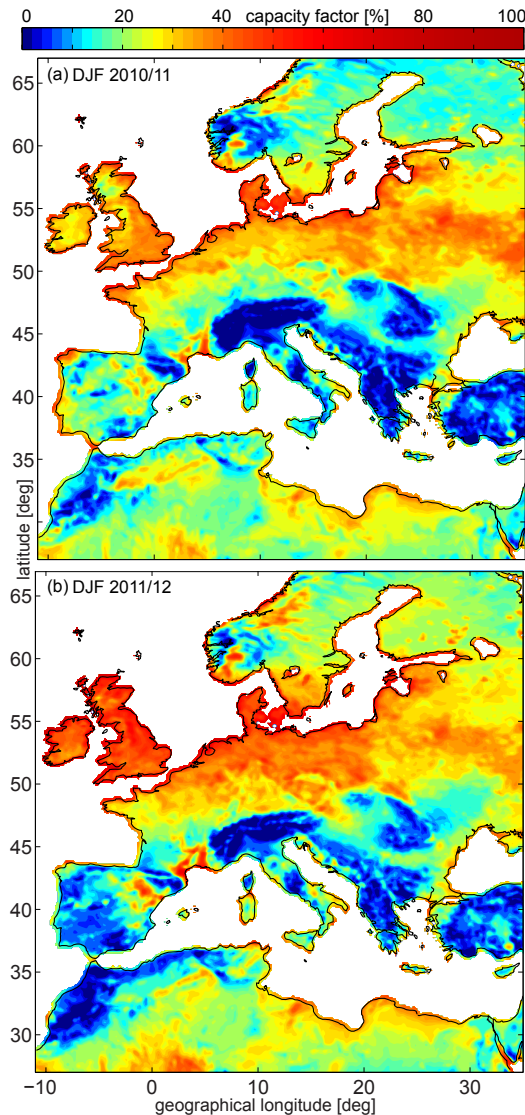 0 20 40 capacity factor [%] 80 100
(a) DJF 2010/11
65
60
55
50
45
40
35
latitude [deg]
(b) DJF 2011/12
65
60
55
50
45
40
35
30
−10 0 10 20 30
geographical longitude [deg]